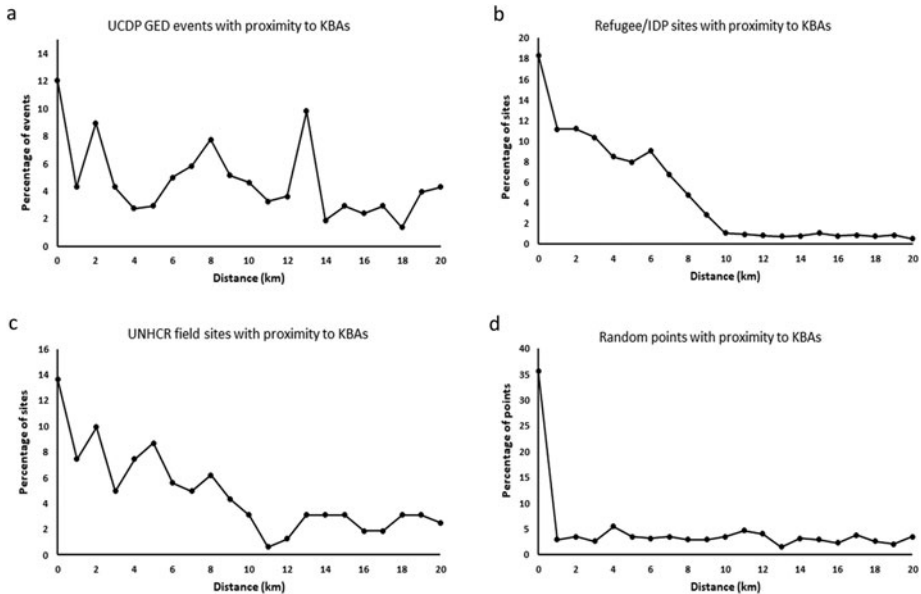 a
UCDP GED events with proximity to KBAs
Percentage of events
14
12
10
8
6
4
2
0
0 2 4 6 8 10 12 14 16 18 20
Distance (km)
b
Refugee/IDP sites with proximity to KBAs
Percentage of sites
20
18
16
14
12
10
8
6
4
2
0
0 2 4 6 8 10 12 14 16 18 20
Distance (km)
c
UNHCR field sites with proximity to KBAs
Percentage of sites
16
14
12
10
8
6
4
2
0
0 2 4 6 8 10 12 14 16 18 20
Distance (km)
d
Random points with proximity to KBAs
Percentage of points
40
35
30
25
20
15
10
5
0
0 2 4 6 8 10 12 14 16 18 20
Distance (km)